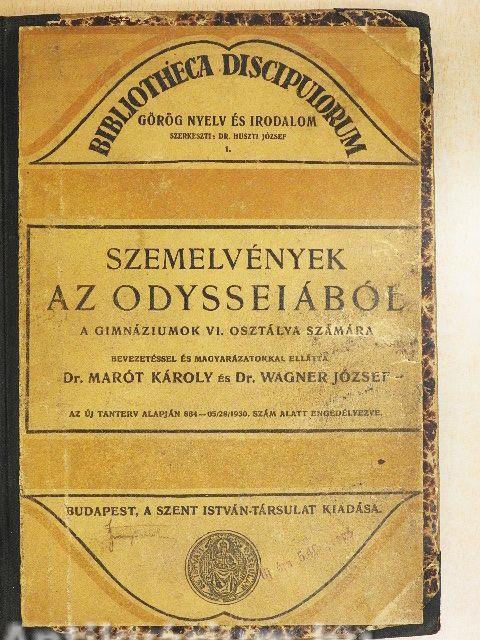 BIBLIOTHECA DISCIPULORUM
GÖRÖG NYELV ÉS IRODALOM
SZERKESZTI: DR. HUSZTI JÓZSEF
1.
SZEMELVÉNYEK
AZ ODYSSEIÁBÓL
A GIMNÁZIUMOK VI. OSZTÁLYA SZÁMÁRA
BEVEZETÉSSEL ÉS MAGYARÁZATOKKAL ELLÁTTA
Dr. MARÓT KÁROLY és Dr. WAGNER JÓZSEF
AZ ÚJ TANTERV ALAPJÁN 884—05/28/1930. SZÁM ALATT ENGEDÉLYEZVE.
BUDAPEST, A SZENT ISTVÁN-TÁRSULAT KIADÁSA.